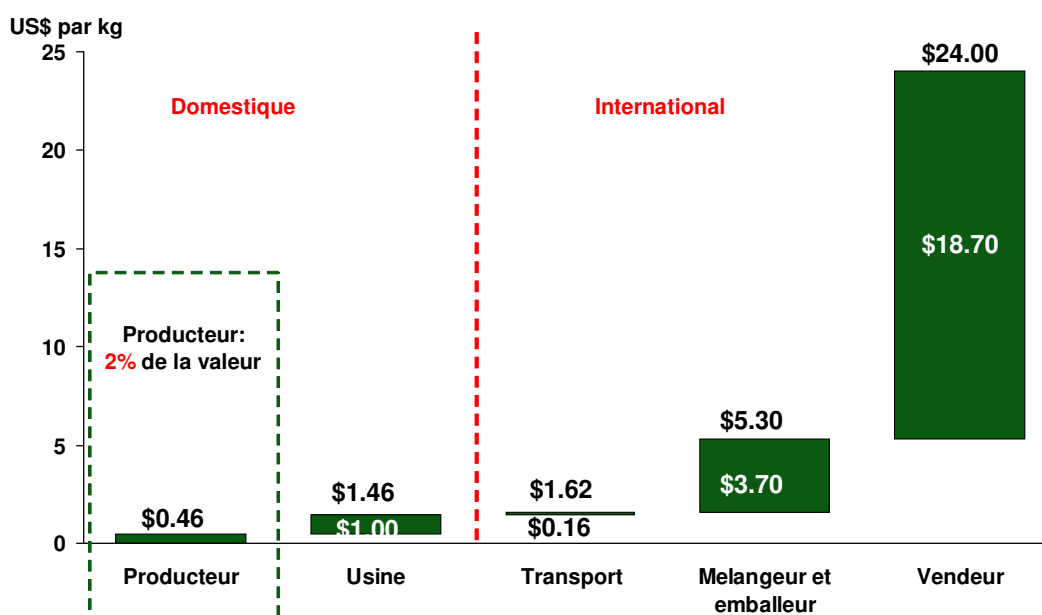 US$ par kg
25
20
15
10
5
0
Domestique
International
Producteur:
2% de la valeur
$0.46
$1.46
$1.00
$1.62
$0.16
$5.30
$3.70
$24.00
$18.70
Producteur
Usine
Transport
Melangeur et
emballeur
Vendeur